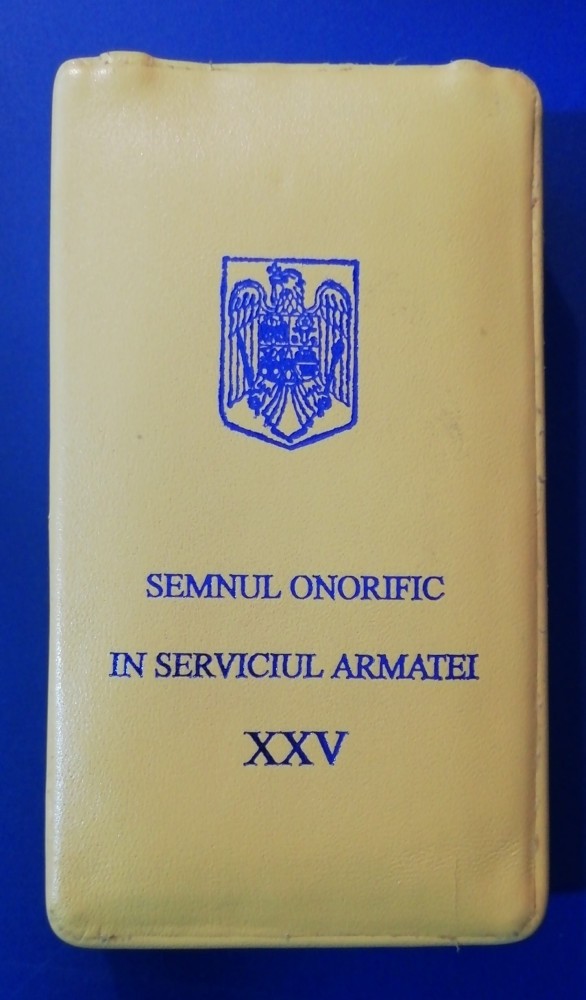 SEMNUL ONORIFIC
IN SERVICIUL ARMATEI
XXV